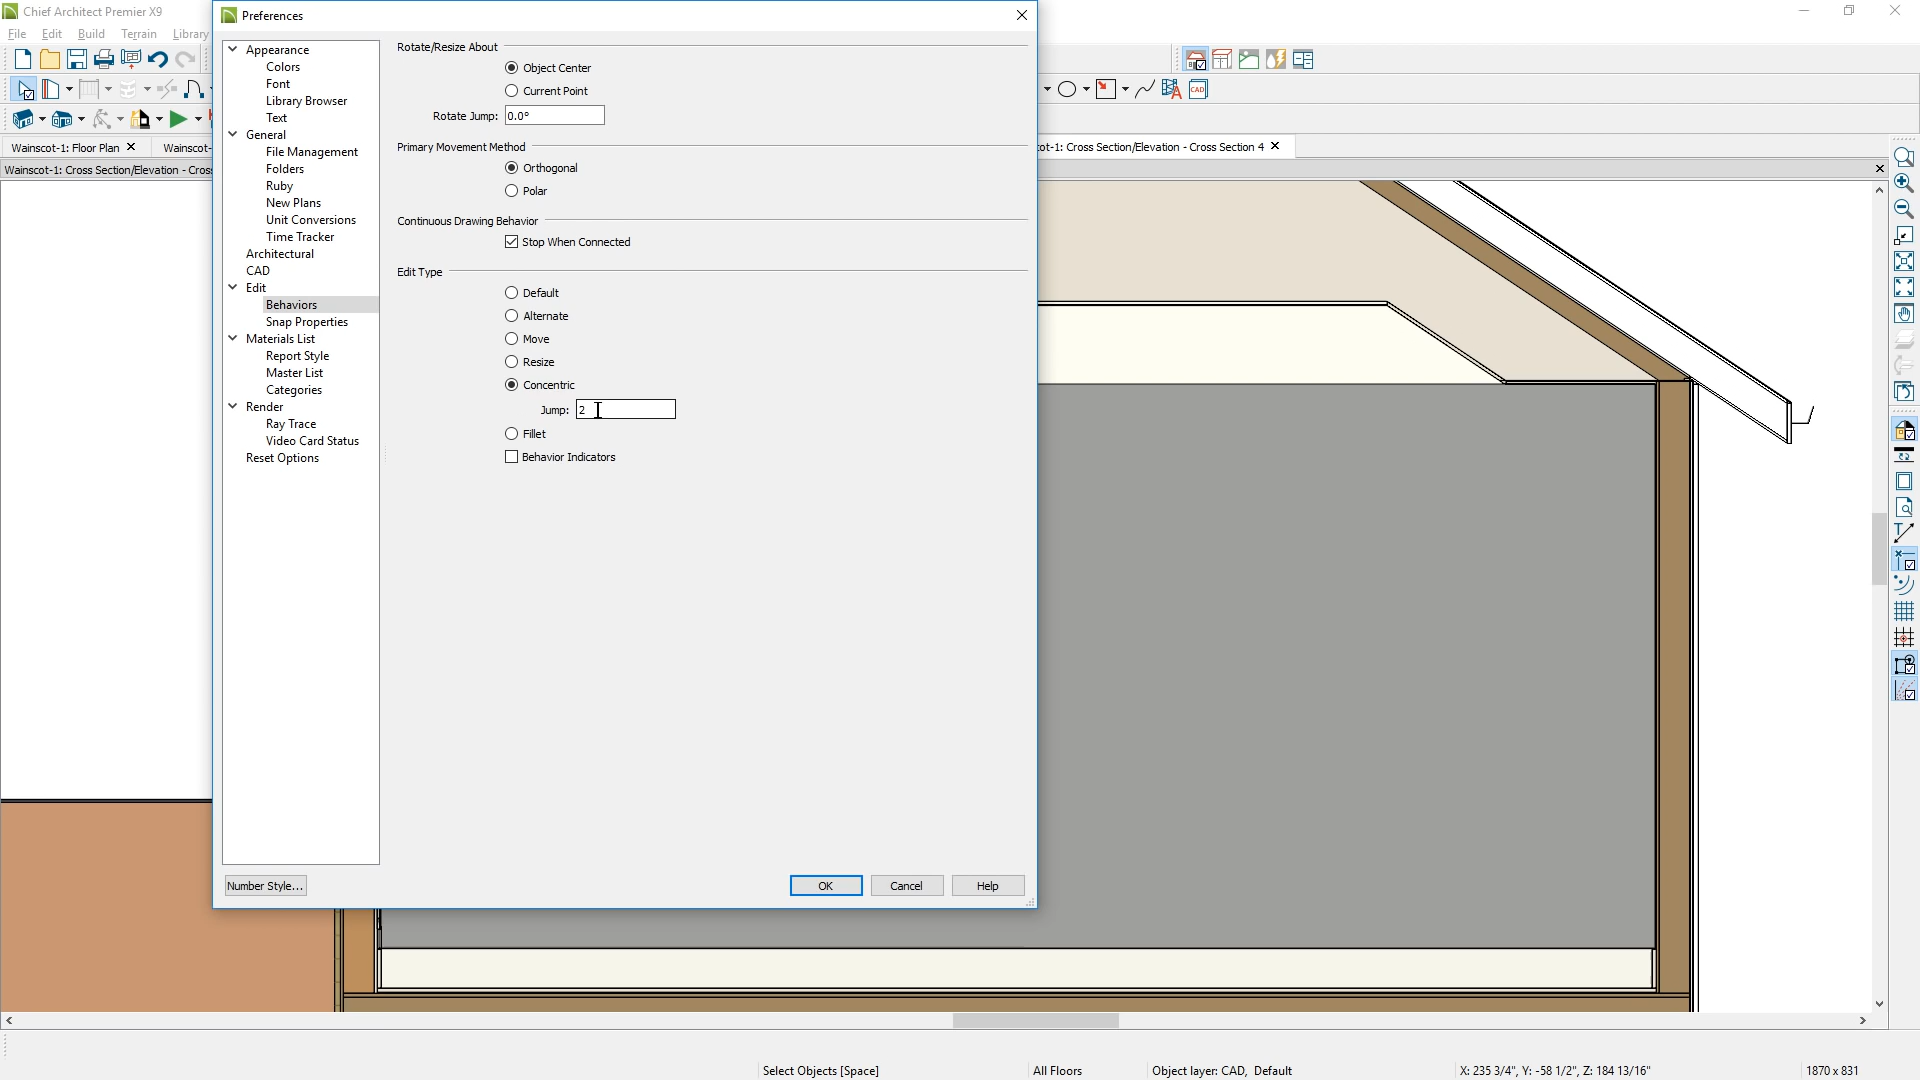 Chief Architect Premier X9
Preferences
File Edit Build Terrain Library
CAD
Wainscot-1: Floor Plan
Wainscot-
ot-1: Cross Section/Elevation - Cross Section 4
Wainscot-1: Cross Section/Elevation - Cros
Appearance
Colors
Font
Library Browser
Text
General
File Management
Folders
Ruby
New Plans
Unit Conversions
Time Tracker
Architectural
CAD
Edit
Behaviors
Snap Properties
Materials List
Report Style
Master List
Categories
Render
Ray Trace
Video Card Status
Reset Options
Rotate/Resize About
Object Center
Current Point
Rotate Jump: 0.0°
Primary Movement Method
Orthogonal
Polar
Continuous Drawing Behavior
Stop When Connected
Edit Type
Default
Alternate
Move
Resize
Concentric
Jump: 2
Fillet
Behavior Indicators
Number Style...
OK
Cancel
Help
Select Objects [Space]
All Floors
Object layer: CAD, Default
X: 235 3/4", Y: -58 1/2", Z: 184 13/16"
1870 x 831